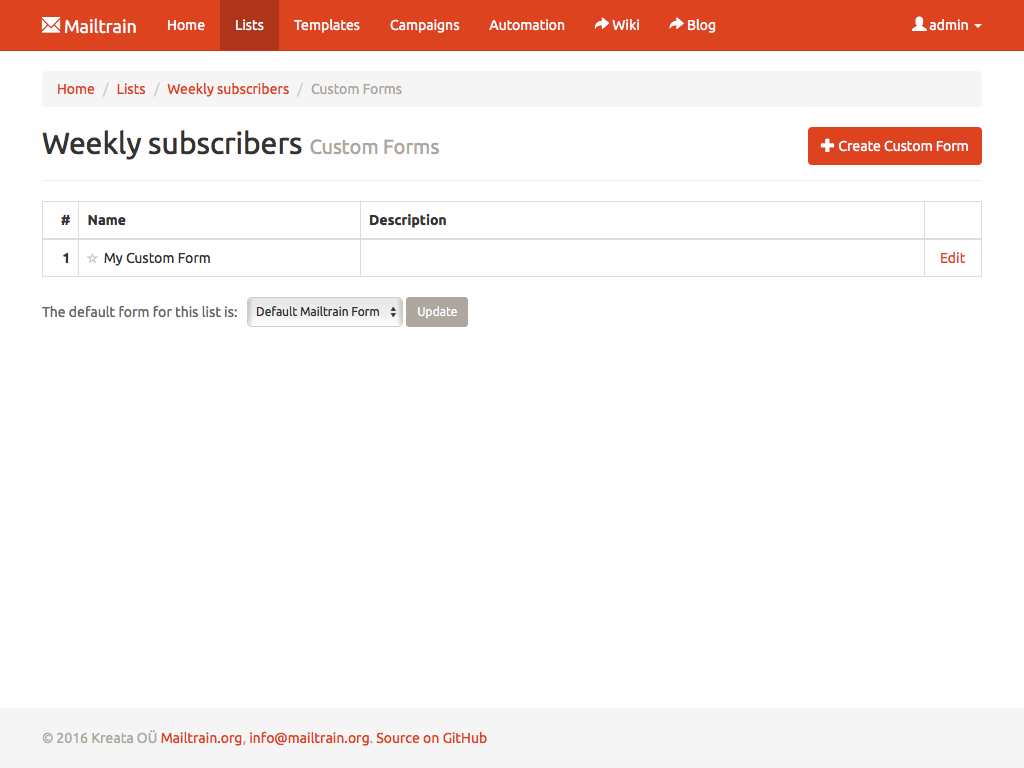 Mailtrain Home Lists Templates Campaigns Automation Wiki Blog admin
Home / Lists / Weekly subscribers / Custom Forms
Weekly subscribers Custom Forms
Create Custom Form
# Name Description
1 My Custom Form Edit
The default form for this list is: Default Mailtrain Form Update
© 2016 Kreata OÜ Mailtrain.org, info@mailtrain.org. Source on GitHub